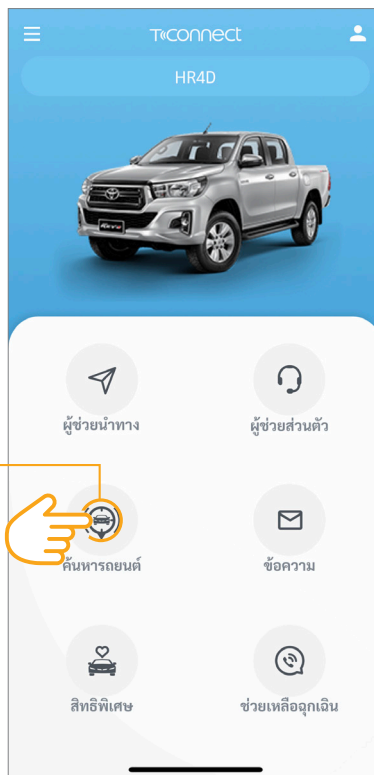 T-CONNECT
HR4D
ผู้ช่วยนำทาง
ผู้ช่วยส่วนตัว
ค้นหารถยนต์
ข้อความ
สิทธิพิเศษ
ช่วยเหลือฉุกเฉิน